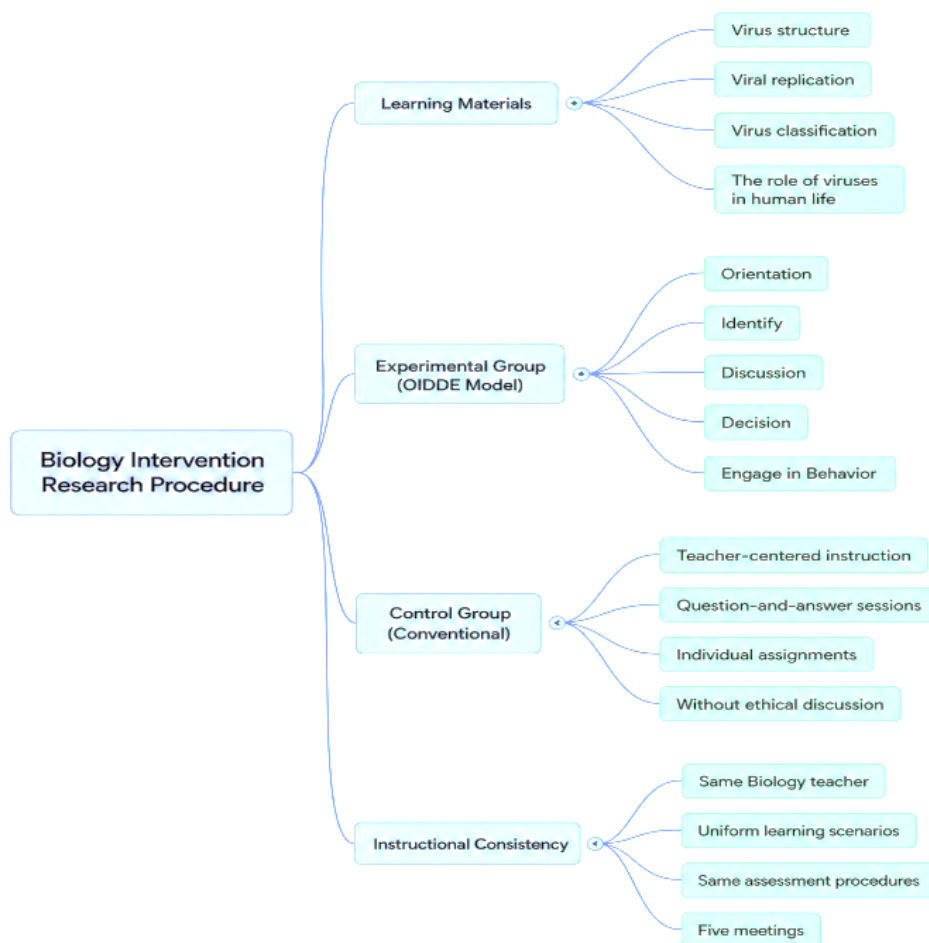 Biology Intervention
Research Procedure
Learning Materials
Virus structure
Viral replication
Virus classification
The role of viruses
in human life
Experimental Group
(OIDDE Model)
Orientation
Identify
Discussion
Decision
Engage in Behavior
Control Group
(Conventional)
Teacher-centered instruction
Question-and-answer sessions
Individual assignments
Without ethical discussion
Instructional Consistency
Same Biology teacher
Uniform learning scenarios
Same assessment procedures
Five meetings